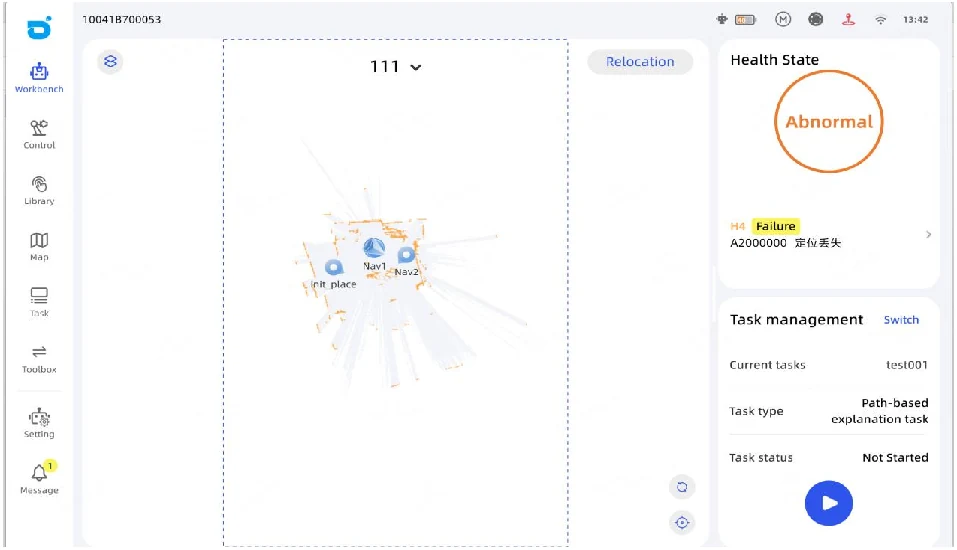 100418700053
M
13:42
Workbench
Control
Library
Map
Task
Toolbox
Setting
1
Message
111
Relocation
Nav1
Nav2
init_place
Health State
Abnormal
H4 Failure
A2000000 定位丢失
Task management Switch
Current tasks test001
Task type Path-based
explanation task
Task status Not Started